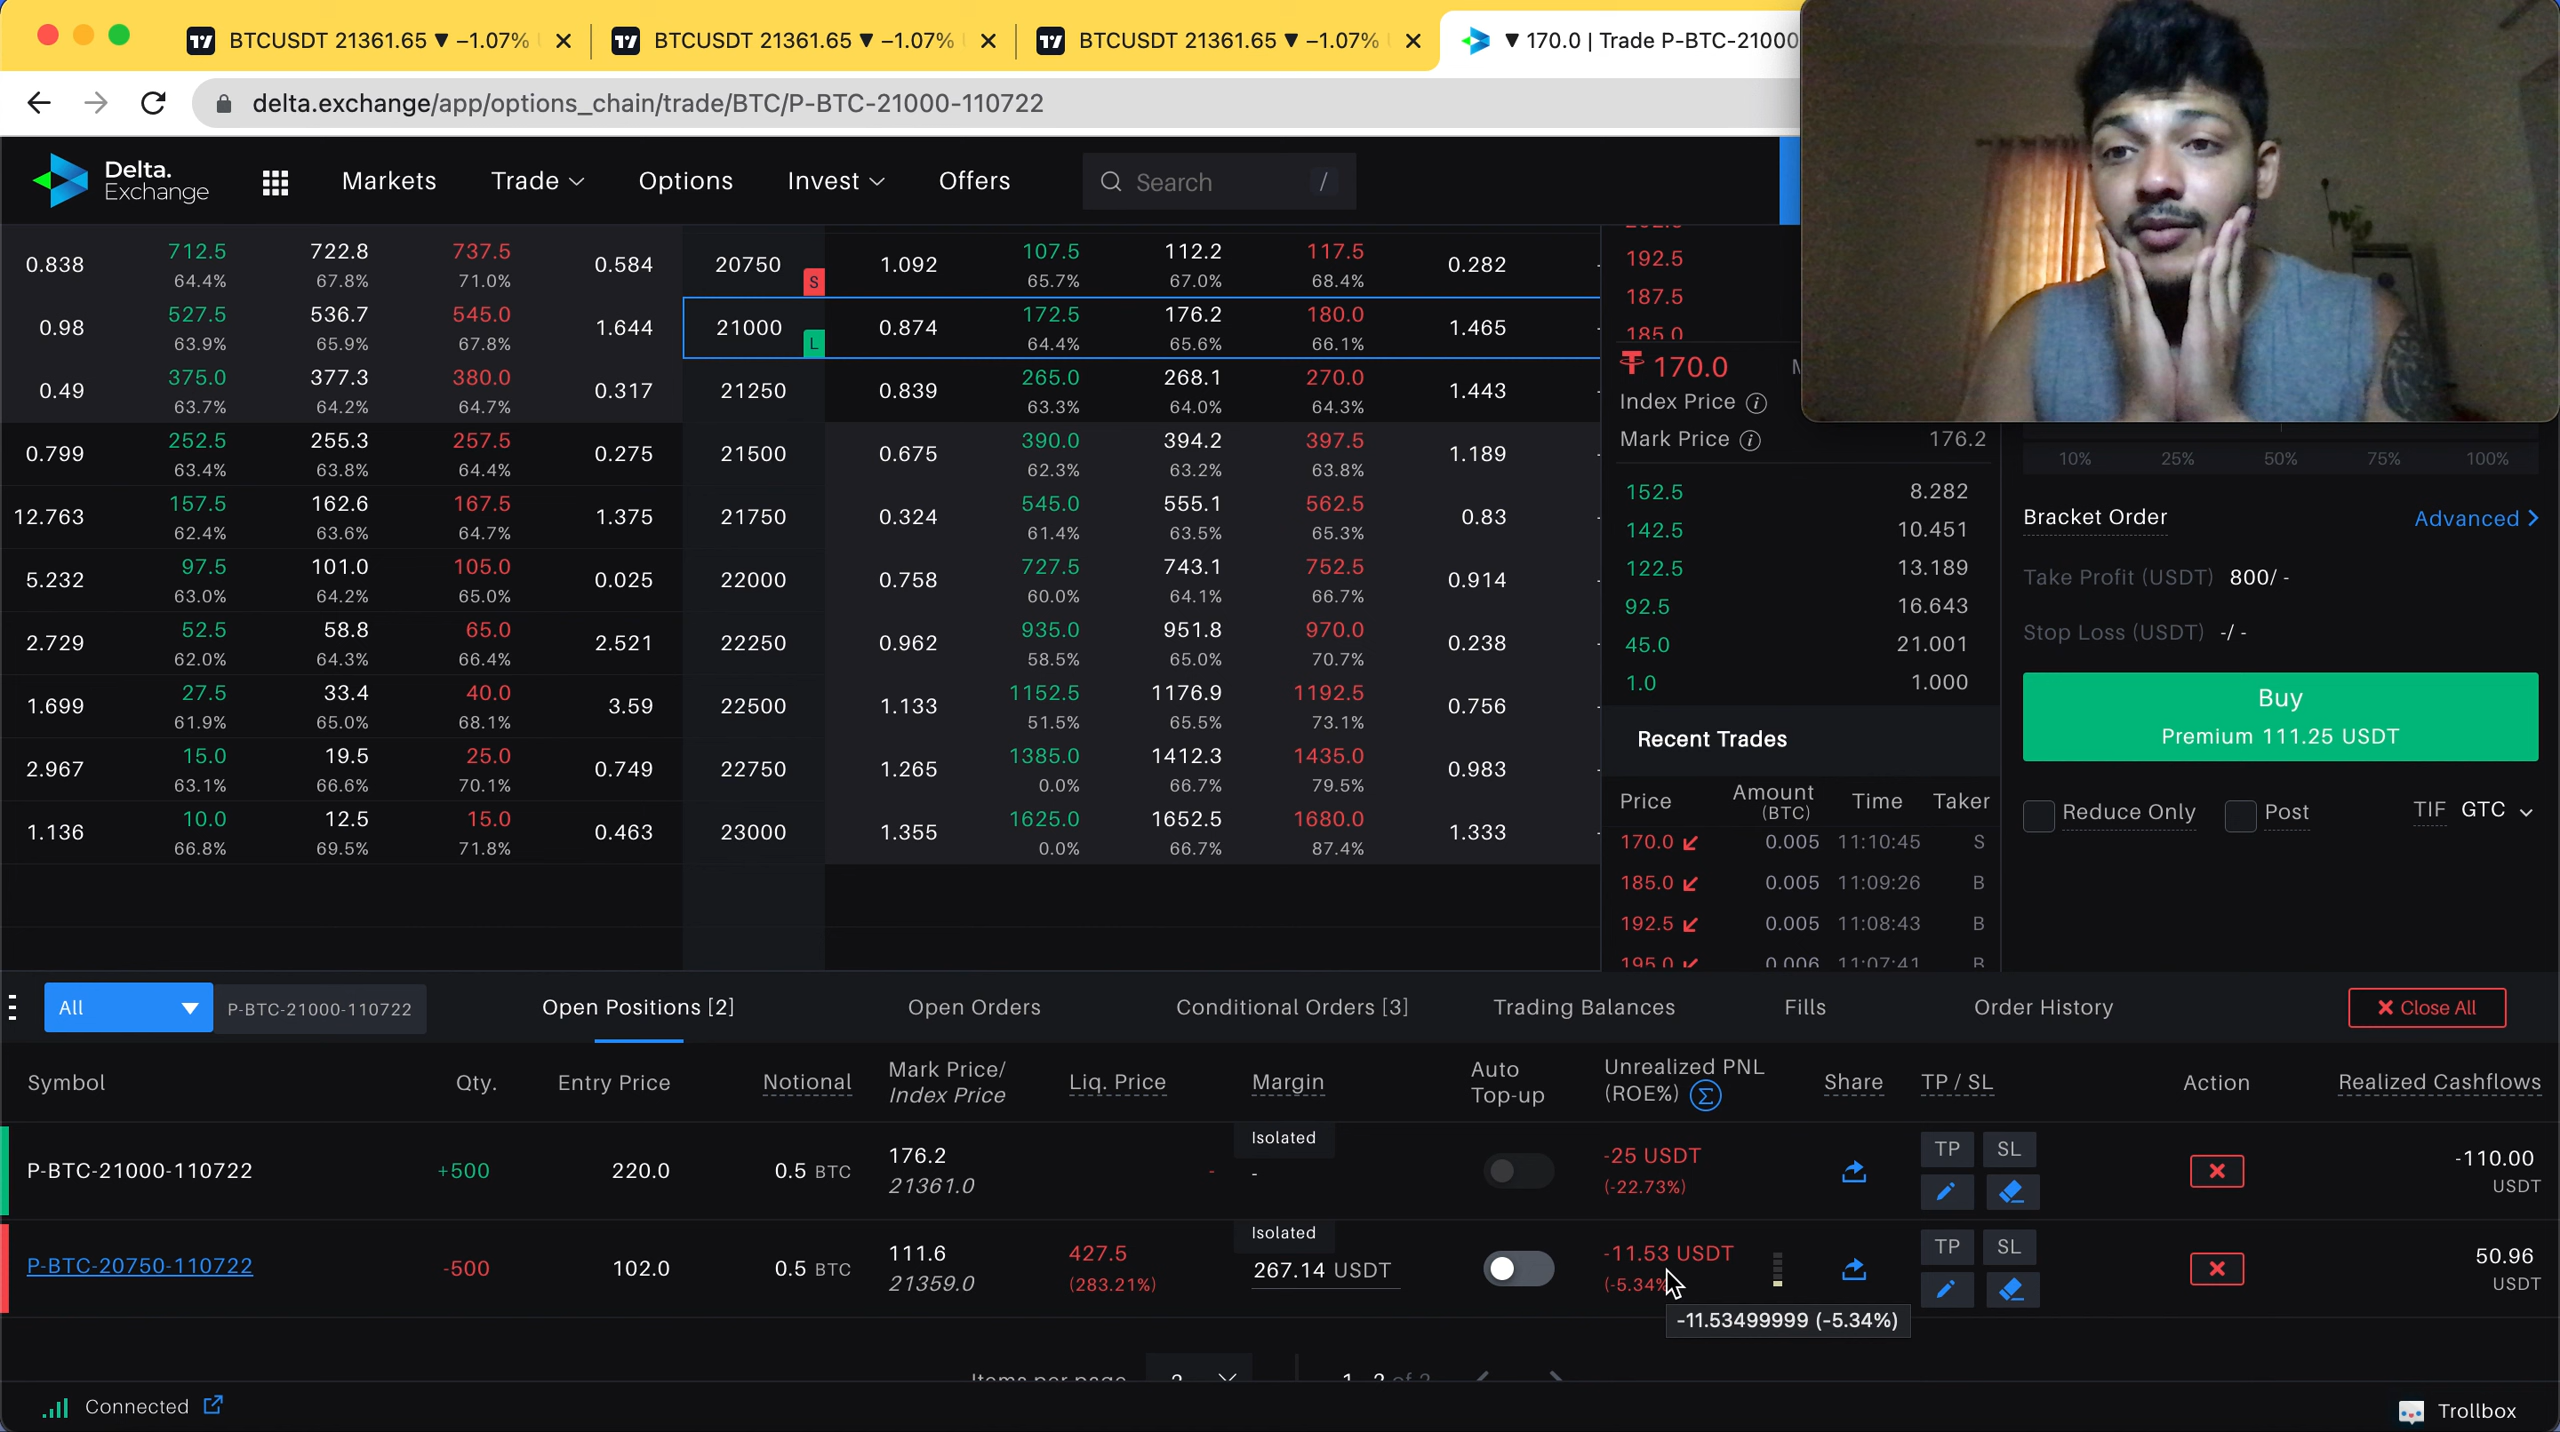 BTCUSDT 21361.65 ▼ −1.07%
BTCUSDT 21361.65 ▼ −1.07%
BTCUSDT 21361.65 ▼ −1.07%
▼ 170.0 | Trade P-BTC-21000
delta.exchange/app/options_chain/trade/BTC/P-BTC-21000-110722
Delta.
Exchange
Markets Trade Options Invest Offers Search /
0.838 712.5 722.8 737.5 0.584 20750 1.092 107.5 112.2 117.5 0.282
64.4% 67.8% 71.0% S 65.7% 67.0% 68.4%
0.98 527.5 536.7 545.0 1.644 21000 0.874 172.5 176.2 180.0 1.465
63.9% 65.9% 67.8% L 64.4% 65.6% 66.1%
0.49 375.0 377.3 380.0 0.317 21250 0.839 265.0 268.1 270.0 1.443
63.7% 64.2% 64.7% 63.3% 64.0% 64.3%
0.799 252.5 255.3 257.5 0.275 21500 0.675 390.0 394.2 397.5 1.189
63.4% 63.8% 64.4% 62.3% 63.2% 63.8%
12.763 157.5 162.6 167.5 1.375 21750 0.324 545.0 555.1 562.5 0.83
62.4% 63.6% 64.7% 61.4% 63.5% 65.3%
5.232 97.5 101.0 105.0 0.025 22000 0.758 727.5 743.1 752.5 0.914
63.0% 64.2% 65.0% 60.0% 64.1% 66.7%
2.729 52.5 58.8 65.0 2.521 22250 0.962 935.0 951.8 970.0 0.238
62.0% 64.3% 66.4% 58.5% 65.0% 70.7%
1.699 27.5 33.4 40.0 3.59 22500 1.133 1152.5 1176.9 1192.5 0.756
61.9% 65.0% 68.1% 51.5% 65.5% 73.1%
2.967 15.0 19.5 25.0 0.749 22750 1.265 1385.0 1412.3 1435.0 0.983
63.1% 66.6% 70.1% 0.0% 66.7% 79.5%
1.136 10.0 12.5 15.0 0.463 23000 1.355 1625.0 1652.5 1680.0 1.333
66.8% 69.5% 71.8% 0.0% 66.7% 87.4%
192.5
187.5
185.0
170.0
Index Price
Mark Price 176.2
152.5 8.282
142.5 10.451
122.5 13.189
92.5 16.643
45.0 21.001
1.0 1.000
Recent Trades
Price Amount (BTC) Time Taker
170.0 0.005 11:10:45 S
185.0 0.005 11:09:26 B
192.5 0.005 11:08:43 B
195.0 0.006 11:07:41 B
10% 25% 50% 75% 100%
Bracket Order Advanced
Take Profit (USDT) 800/ -
Stop Loss (USDT) -/ -
Buy
Premium 111.25 USDT
Reduce Only Post TIF GTC
All P-BTC-21000-110722 Open Positions [2] Open Orders Conditional Orders [3] Trading Balances Fills Order History Close All
Symbol Qty. Entry Price Notional Mark Price/ Index Price Liq. Price Margin Auto Top-up Unrealized PNL (ROE%) Σ Share TP / SL Action Realized Cashflows
Isolated
P-BTC-21000-110722 +500 220.0 0.5 BTC 176.2 - - -25 USDT TP SL -110.00
21361.0 (-22.73%) USDT
Isolated
P-BTC-20750-110722 -500 102.0 0.5 BTC 111.6 427.5 267.14 USDT -11.53 USDT TP SL 50.96
21359.0 (283.21%) (-5.34% USDT
-11.53499999 (-5.34%)
Items per page 2 1 - 2 of 2
Connected
Trollbox